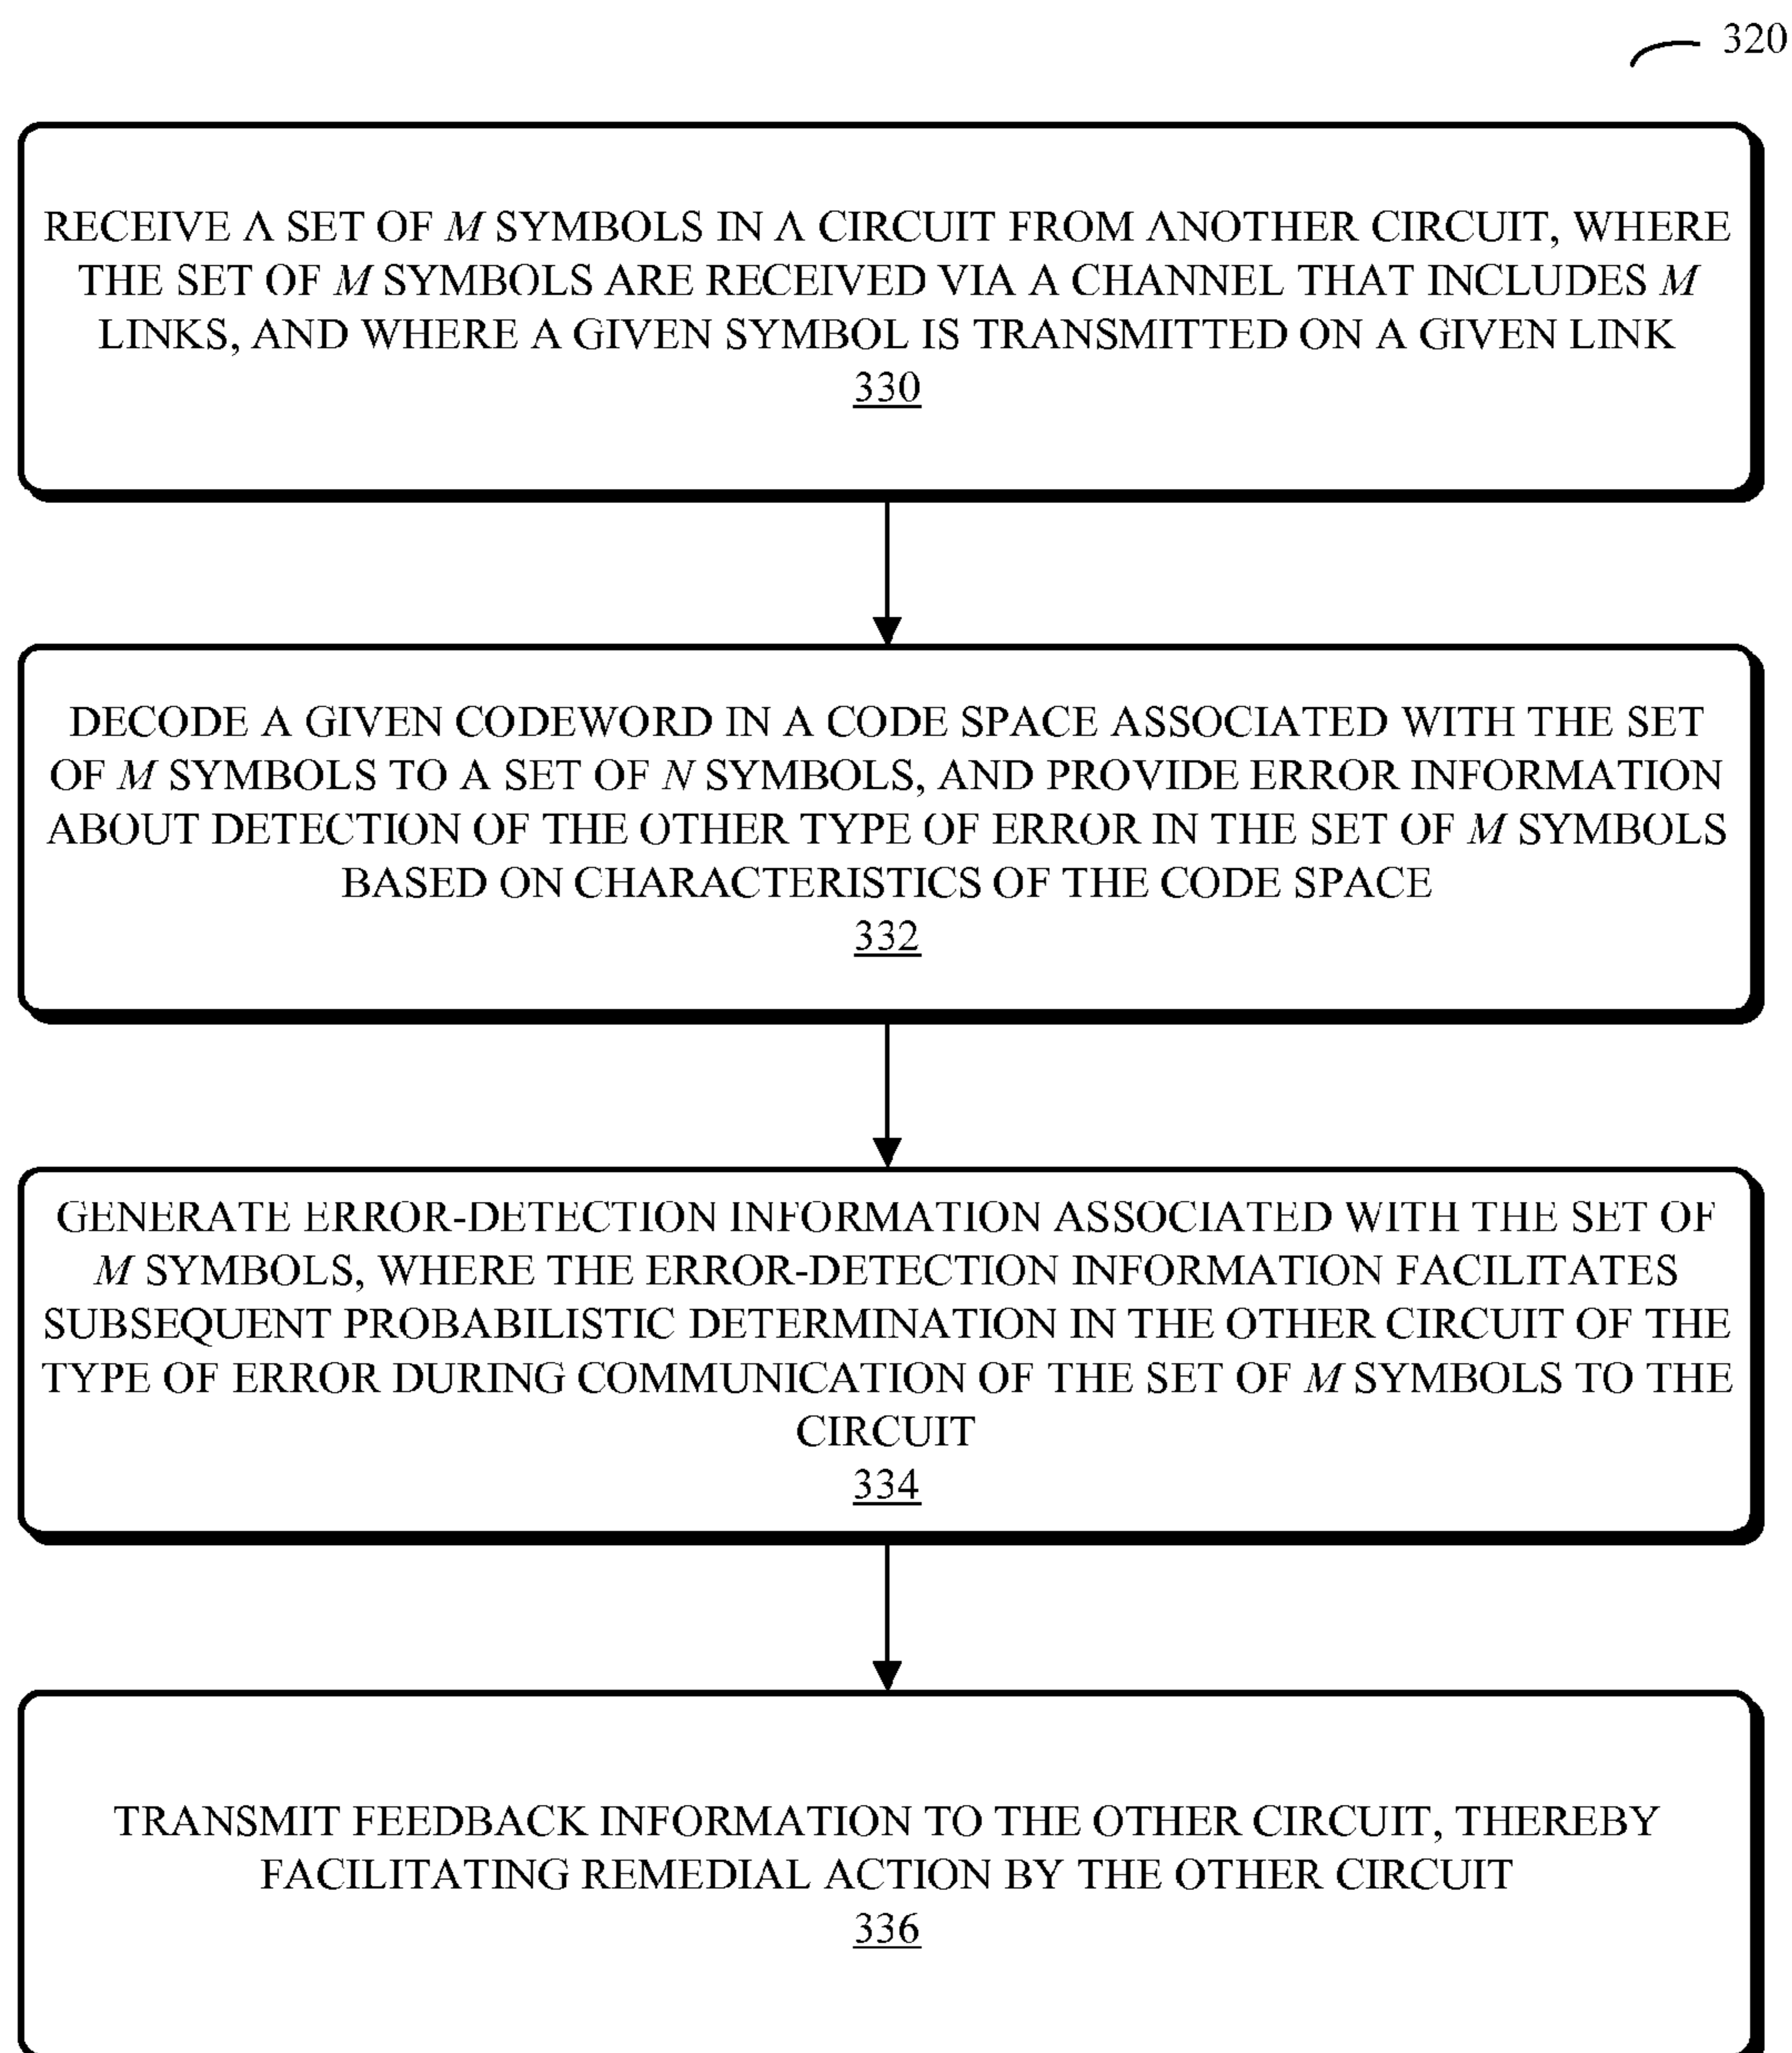 320
RECEIVE A SET OF M SYMBOLS IN A CIRCUIT FROM ANOTHER CIRCUIT, WHERE
THE SET OF M SYMBOLS ARE RECEIVED VIA A CHANNEL THAT INCLUDES M
LINKS, AND WHERE A GIVEN SYMBOL IS TRANSMITTED ON A GIVEN LINK
330
DECODE A GIVEN CODEWORD IN A CODE SPACE ASSOCIATED WITH THE SET
OF M SYMBOLS TO A SET OF N SYMBOLS, AND PROVIDE ERROR INFORMATION
ABOUT DETECTION OF THE OTHER TYPE OF ERROR IN THE SET OF M SYMBOLS
BASED ON CHARACTERISTICS OF THE CODE SPACE
332
GENERATE ERROR-DETECTION INFORMATION ASSOCIATED WITH THE SET OF
M SYMBOLS, WHERE THE ERROR-DETECTION INFORMATION FACILITATES
SUBSEQUENT PROBABILISTIC DETERMINATION IN THE OTHER CIRCUIT OF THE
TYPE OF ERROR DURING COMMUNICATION OF THE SET OF M SYMBOLS TO THE
CIRCUIT
334
TRANSMIT FEEDBACK INFORMATION TO THE OTHER CIRCUIT, THEREBY
FACILITATING REMEDIAL ACTION BY THE OTHER CIRCUIT
336